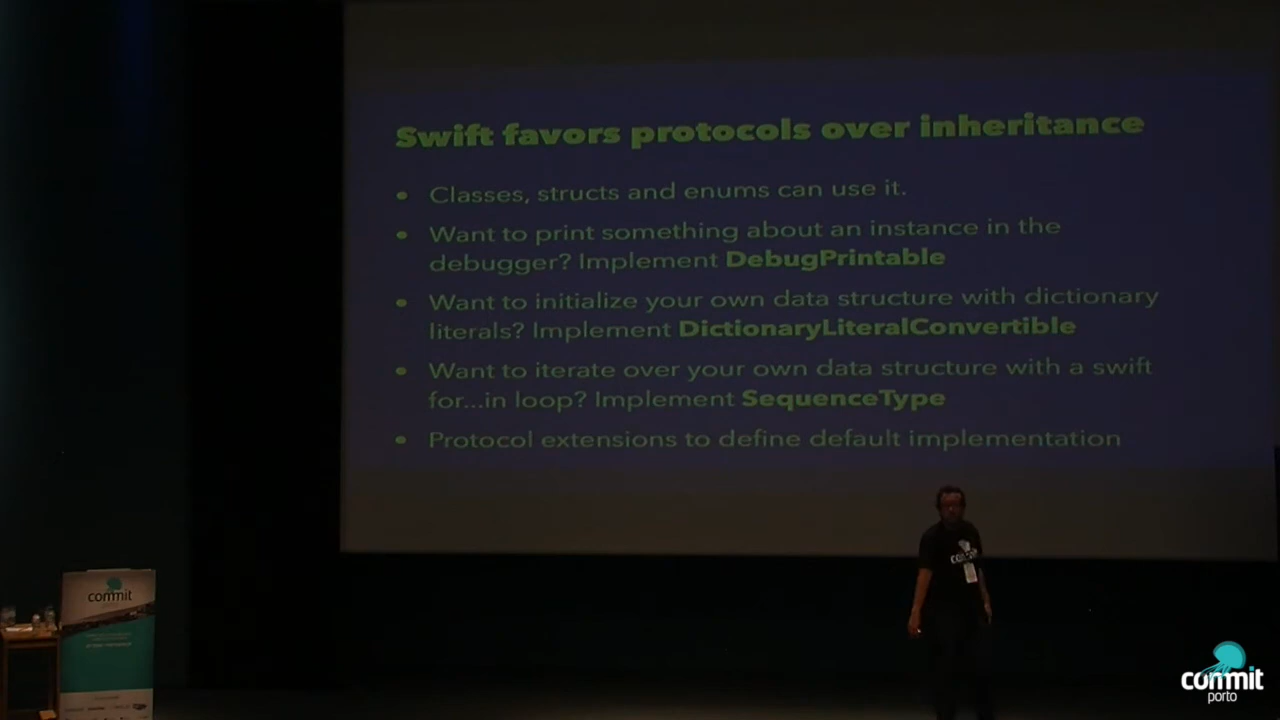 Swift favors protocols over inheritance
• Classes, structs and enums can use it.
• Want to print something about an instance in the
debugger? Implement DebugPrintable
• Want to initialize your own data structure with dictionary
literals? Implement DictionaryLiteralConvertible
• Want to iterate over your own data structure with a swift
for...in loop? Implement SequenceType
• Protocol extensions to define default implementation
commit
porto
commit
porto